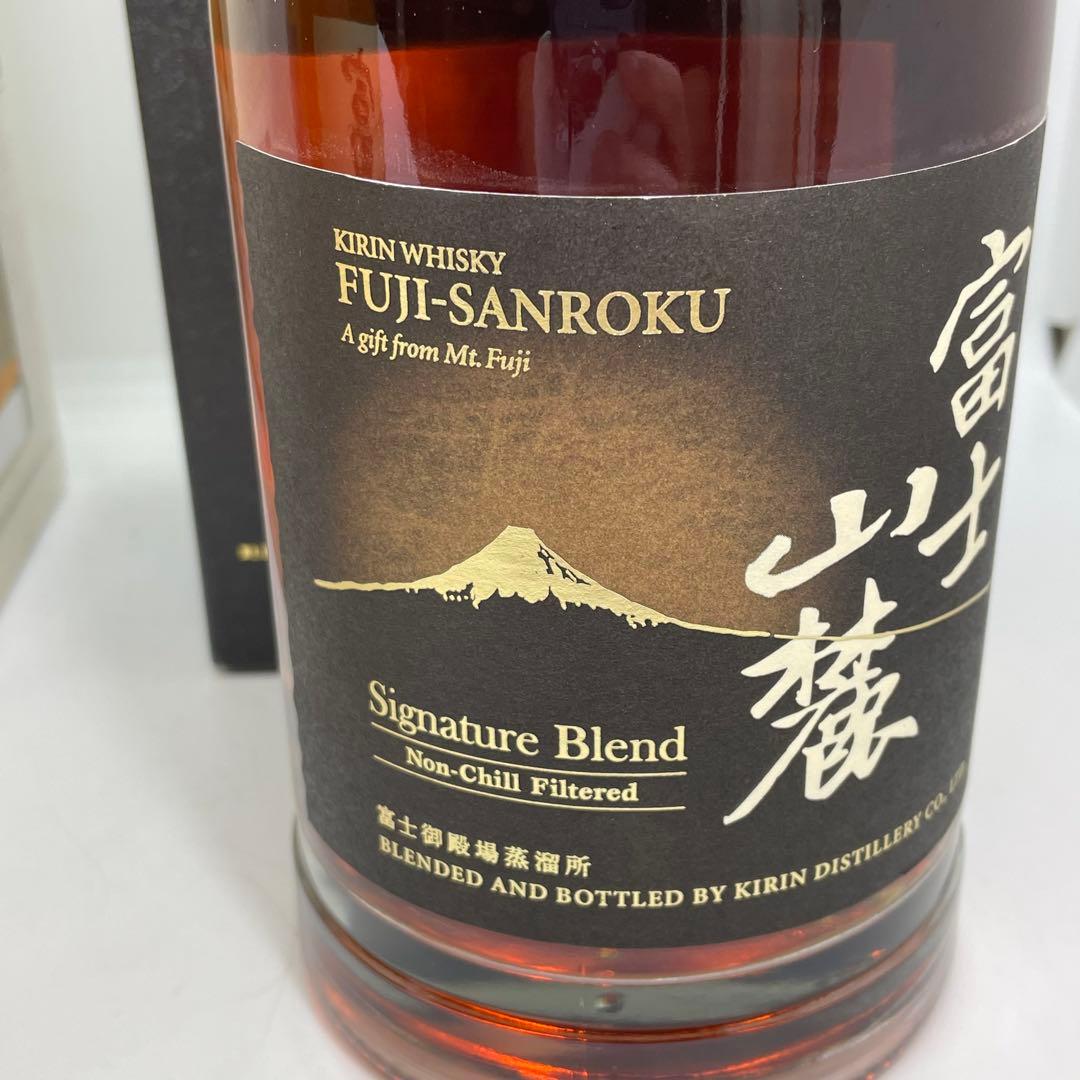 KIRIN WHISKY
FUJI-SANROKU
A gift from Mt. Fuji
富士
山麓
Signature Blend
Non-Chill Filtered
富士御殿場蒸溜所
BLENDED AND BOTTLED BY KIRIN DISTILLERY CO., LTD.